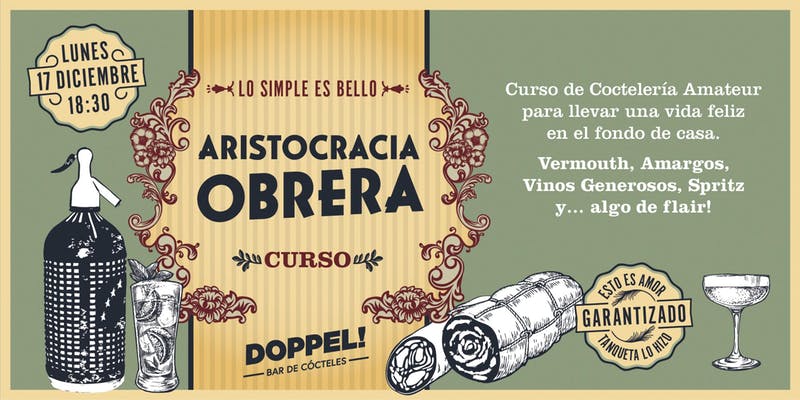 LUNES
17 DICIEMBRE
18:30
LO SIMPLE ES BELLO
ARISTOCRACIA
OBRERA
CURSO
DOPPEL!
BAR DE CÓCTELES
Curso de Coctelería Amateur
para llevar una vida feliz
en el fondo de casa.
Vermouth, Amargos,
Vinos Generosos, Spritz
y... algo de flair!
ESTO ES AMOR
GARANTIZADO
TANQUETA LO HIZO